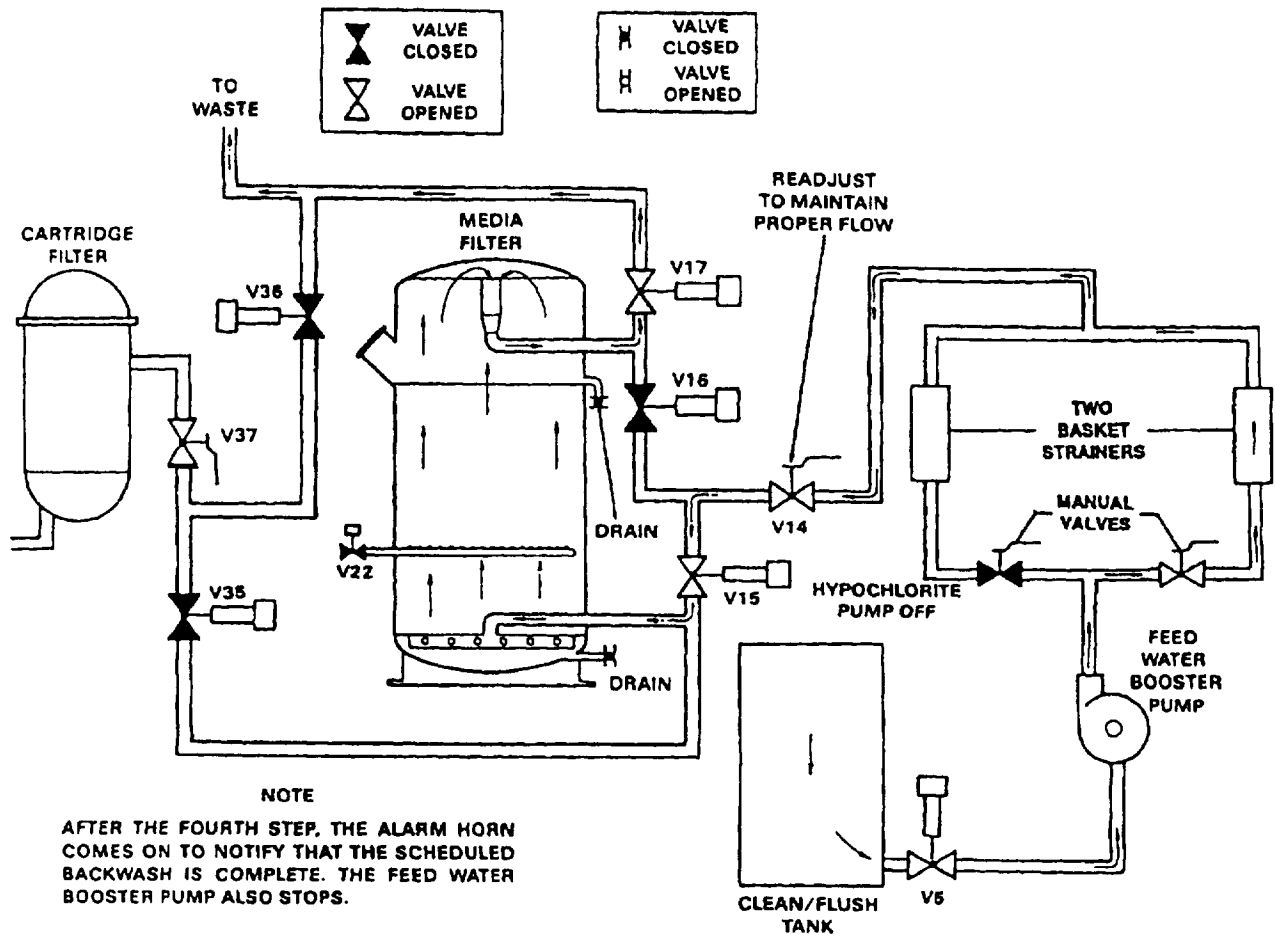 VALVE
CLOSED
VALVE
OPENED
VALVE
CLOSED
VALVE
OPENED
TO
WASTE
READJUST
TO MAINTAIN
PROPER FLOW
CARTRIDGE
FILTER
MEDIA
FILTER
V17
V36
V16
V37
TWO
BASKET
STRAINERS
DRAIN
V14
MANUAL
VALVES
V22
V15
HYPOCHLORITE
PUMP OFF
V35
FEED
WATER
BOOSTER
PUMP
DRAIN
NOTE
AFTER THE FOURTH STEP, THE ALARM HORN
COMES ON TO NOTIFY THAT THE SCHEDULED
BACKWASH IS COMPLETE. THE FEED WATER
BOOSTER PUMP ALSO STOPS.
CLEAN/FLUSH
TANK
V5